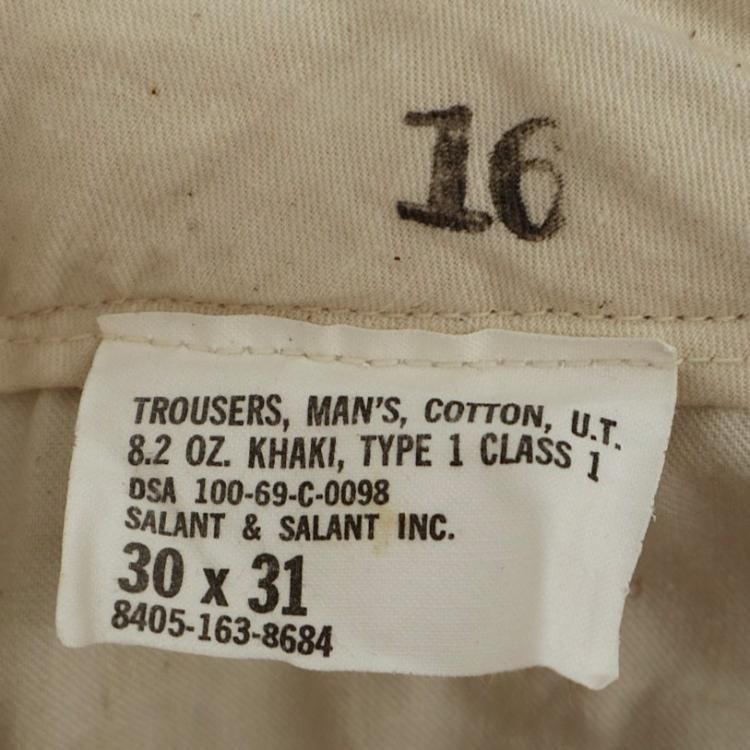 16
TROUSERS, MAN'S, COTTON, U.T.
8.2 OZ. KHAKI, TYPE 1 CLASS 1
DSA 100-69-C-0098
SALANT & SALANT INC.
30 x 31
8405-163-8684